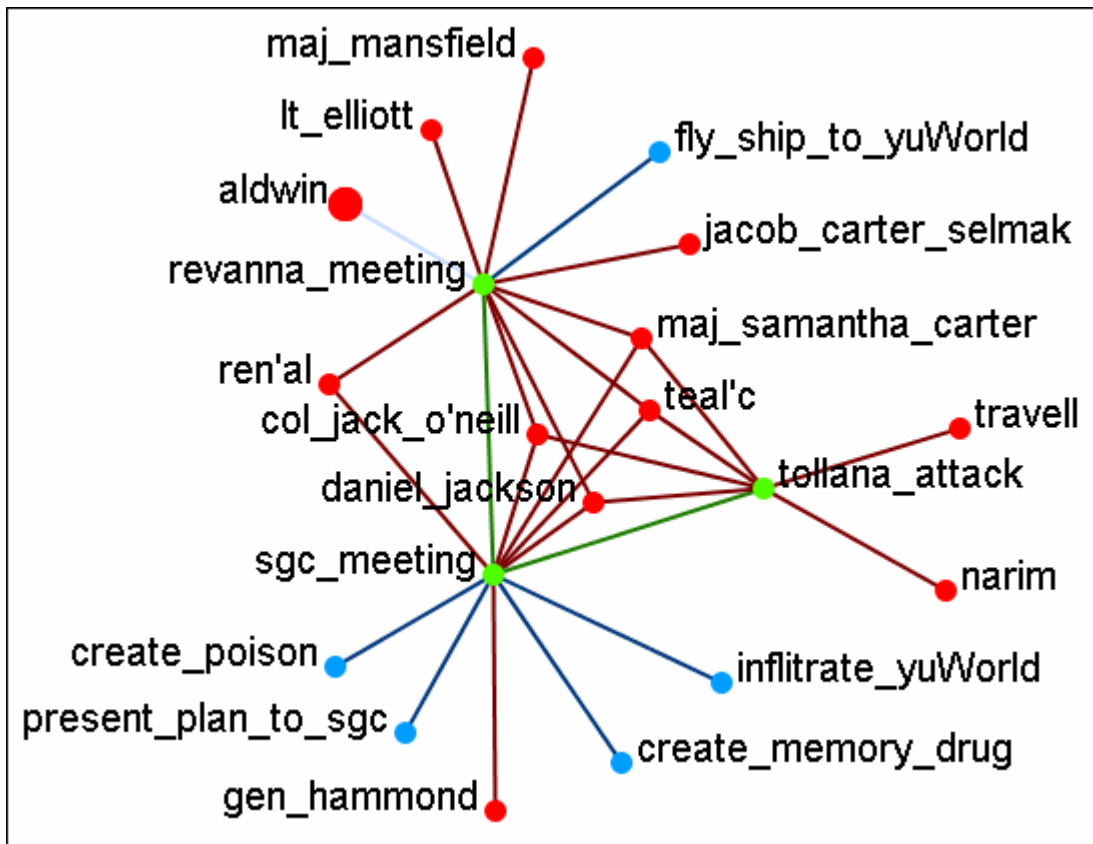 maj_mansfield
lt_elliott
fly_ship_to_yuWorld
aldwin
jacob_carter_selmak
revanna_meeting
maj_samantha_carter
ren'al
teal'c
col_jack_o'neill
travell
tollana_attack
daniel_jackson
sgc_meeting
narim
create_poison
inflitrate_yuWorld
present_plan_to_sgc
create_memory_drug
gen_hammond